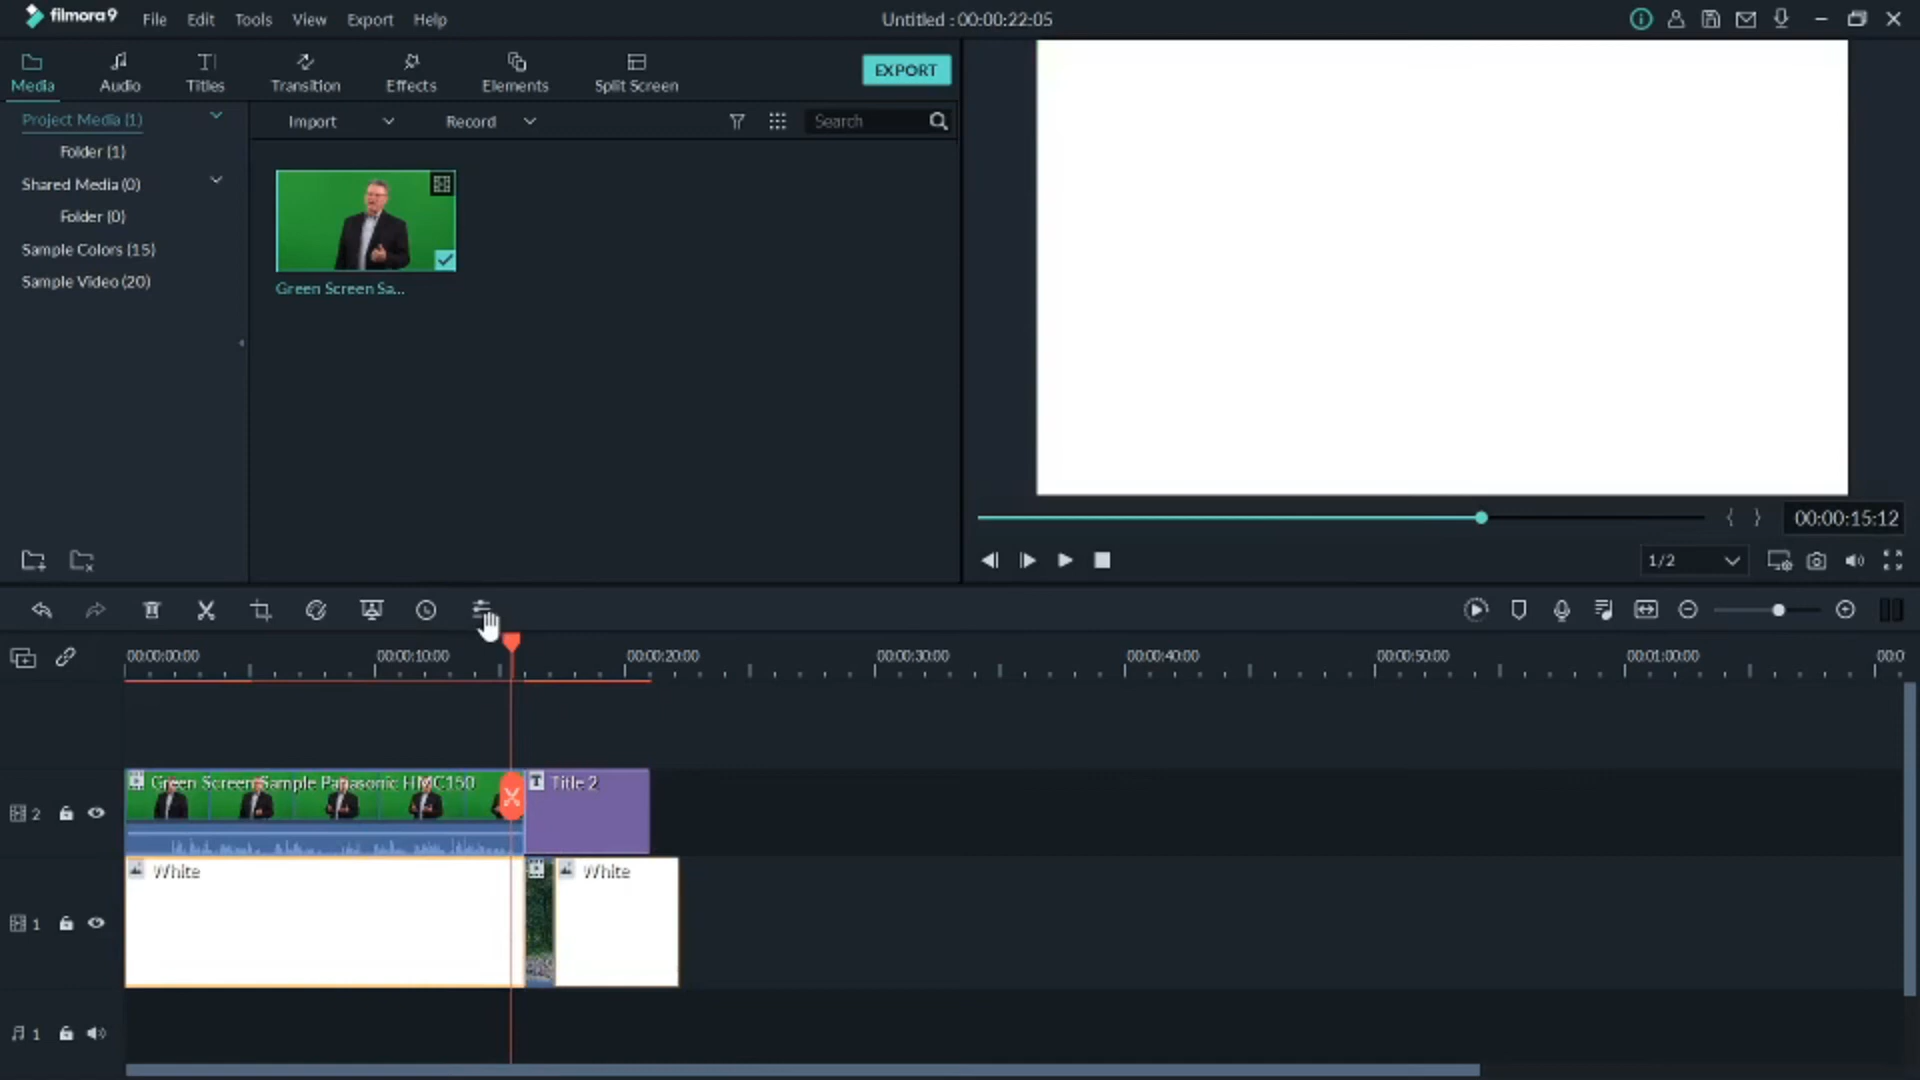 filmora9 File Edit Tools View Export Help Untitled : 00:00:22:05
Media Audio Titles Transition Effects Elements Split Screen EXPORT
Project Media (1) Import Record Search
Folder (1)
Shared Media (0)
Folder (0)
Sample Colors (15)
Sample Video (20)
Green Screen Sa...
{ } 00:00:15:12
1/2
00:00:00:00 00:00:10:00 00:00:20:00 00:00:30:00 00:00:40:00 00:00:50:00 00:01:00:00 00:0
Green Screen Sample Panasonic HMC150 T Title 2
2
White White
1
1